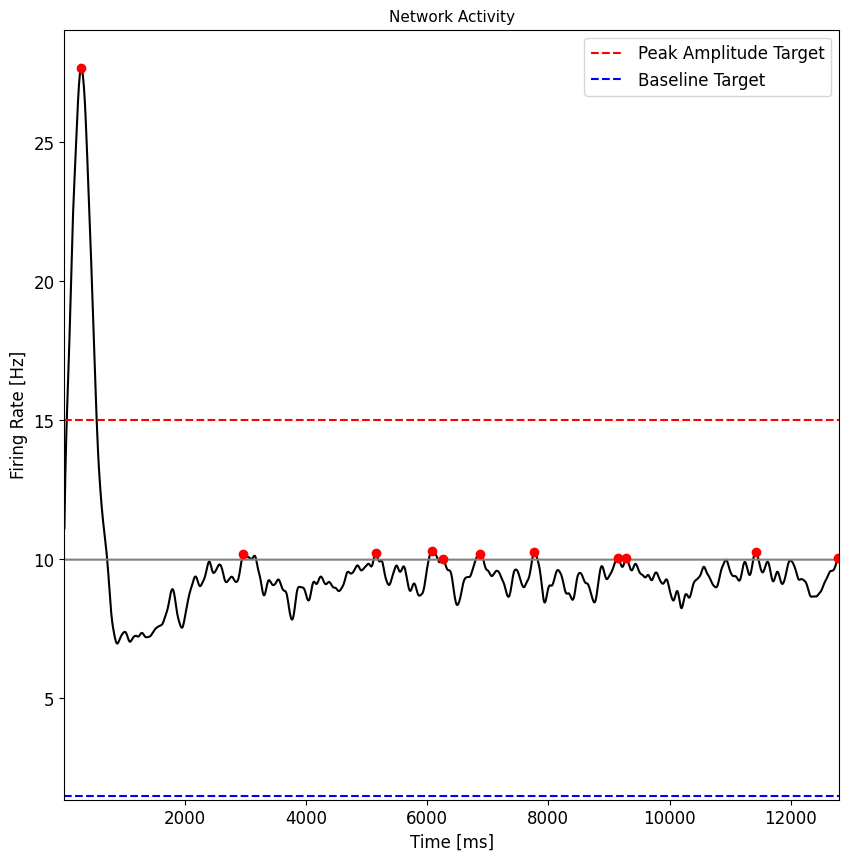 Network Activity
Peak Amplitude Target
Baseline Target
Firing Rate [Hz]
25
20
15
10
5
2000
4000
6000
8000
10000
12000
Time [ms]